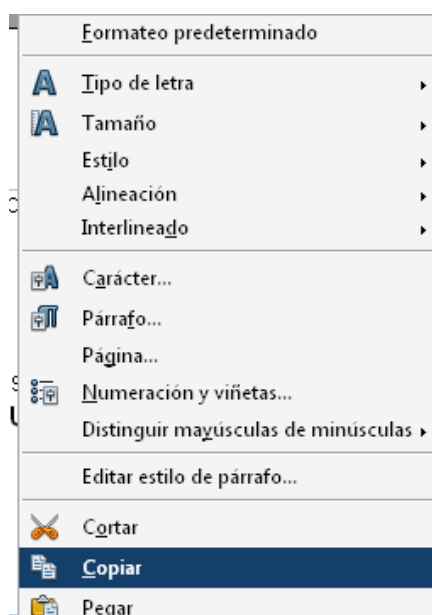 Formateo predeterminado
Tipo de letra
Tamaño
Estilo
Alineación
Interlineado
Carácter...
Párrafo...
Página...
Numeración y viñetas...
Distinguir mayúsculas de minúsculas
Editar estilo de párrafo...
Cortar
Copiar
Pegar